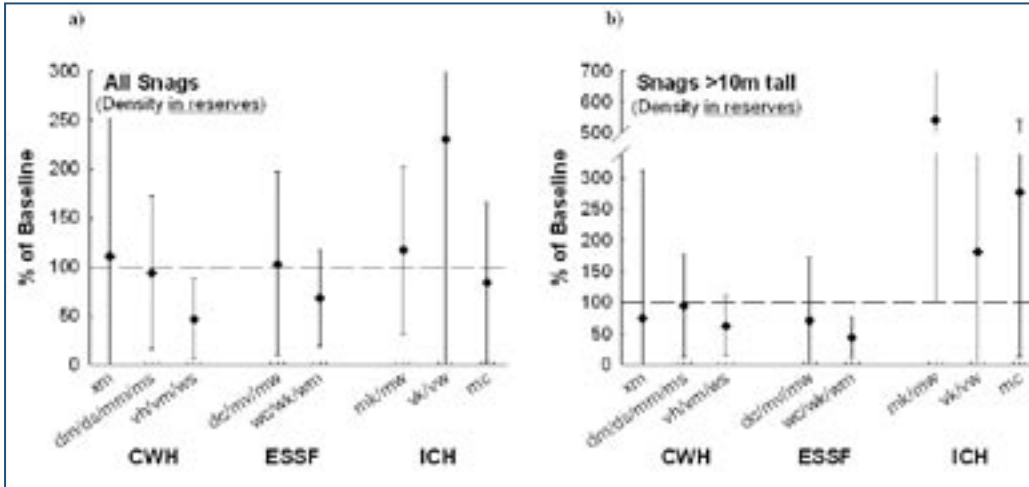 a)
300
250
200
150
100
50
0
% of Baseline
All Snags
(Density in reserves)
xm
dm/ds/mm/ms
vh/vm/ws
dc/mv/mw
wc/wk/wm
mk/mw
vk/vw
mc
CWH
ESSF
ICH
b)
700
600
500
300
250
200
150
100
50
0
% of Baseline
Snags >10m tall
(Density in reserves)
xm
dm/ds/mm/ms
vh/vm/ws
dc/mv/mw
wc/wk/wm
mk/mw
vk/vw
mc
CWH
ESSF
ICH